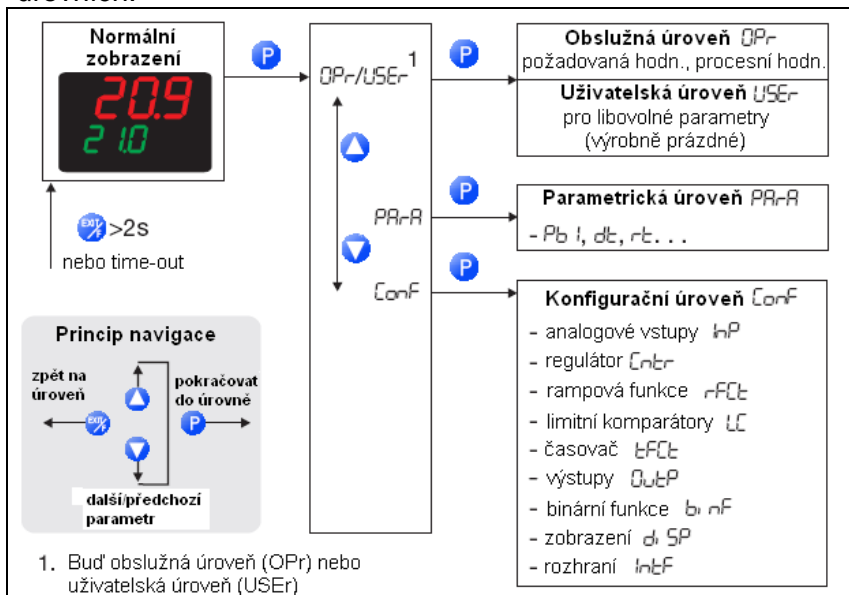 Normální
zobrazení
20.9
21.0
P
OPr/USEr 1
P
Obslužná úroveň OPr
požadovaná hodn., procesní hodn.
Uživatelská úroveň USEr
pro libovolné parametry
(výrobně prázdné)
EXIT/F >2s
nebo time-out
PArA
P
Parametrická úroveň PArA
- Pb1, dt, rt...
ConF
P
Konfigurační úroveň ConF
- analogové vstupy InP
- regulátor Cntr
- rampová funkce rFCt
- limitní komparátory LC
- časovač tFCt
- výstupy OutP
- binární funkce binF
- zobrazení diSP
- rozhraní IntF
Princip navigace
zpět na
úroveň
pokračovat
do úrovně
EXIT/F
P
další/předchozí
parametr
1. Buď obslužná úroveň (OPr) nebo
uživatelská úroveň (USEr)